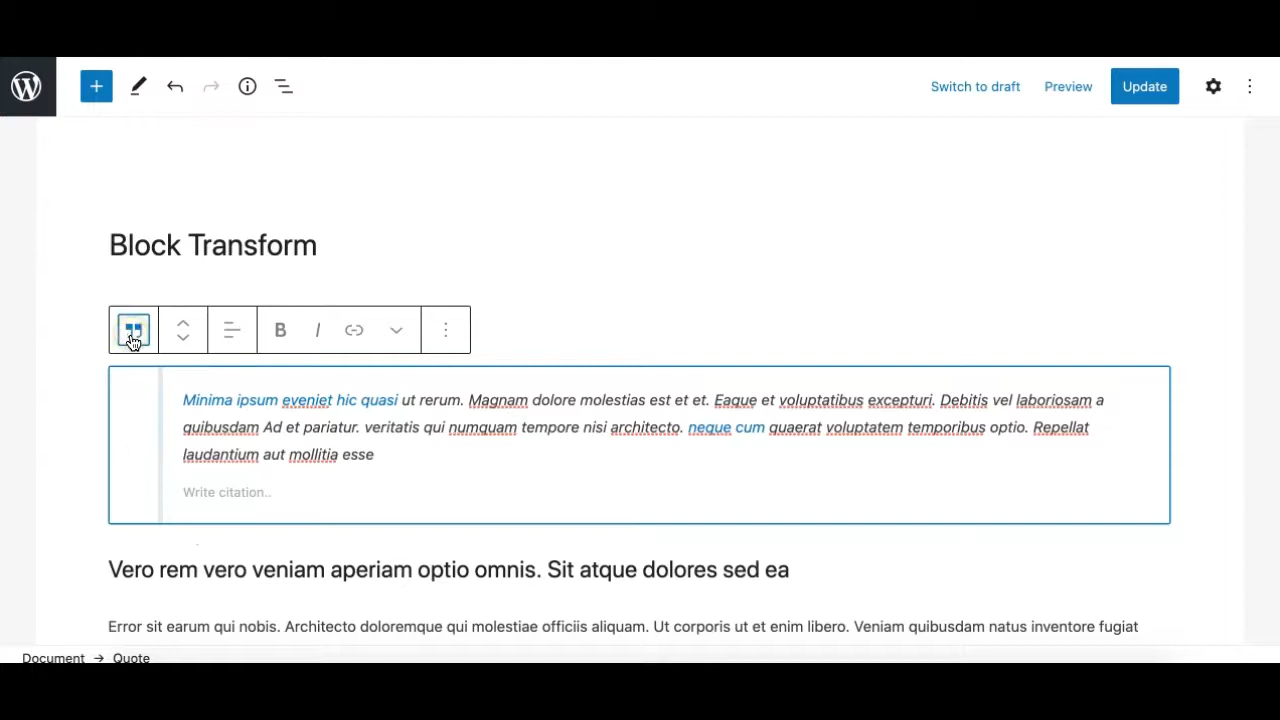 Switch to draft Preview Update
Block Transform
B I
Minima ipsum eveniet hic quasi ut rerum. Magnam dolore molestias est et et. Eaque et voluptatibus excepturi. Debitis vel laboriosam a
quibusdam Ad et pariatur. veritatis qui numquam tempore nisi architecto. neque cum quaerat voluptatem temporibus optio. Repellat
laudantium aut mollitia esse
Write citation..
Vero rem vero veniam aperiam optio omnis. Sit atque dolores sed ea
Error sit earum qui nobis. Architecto doloremque qui molestiae officiis aliquam. Ut corporis ut et enim libero. Veniam quibusdam natus inventore fugiat
Document → Quote